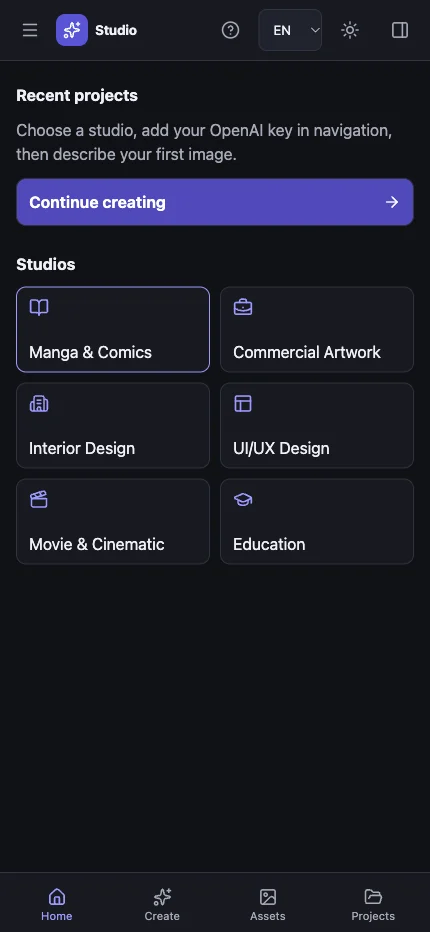 Studio
EN
Recent projects
Choose a studio, add your OpenAI key in navigation,
then describe your first image.
Continue creating
Studios
Manga & Comics
Commercial Artwork
Interior Design
UI/UX Design
Movie & Cinematic
Education
Home
Create
Assets
Projects